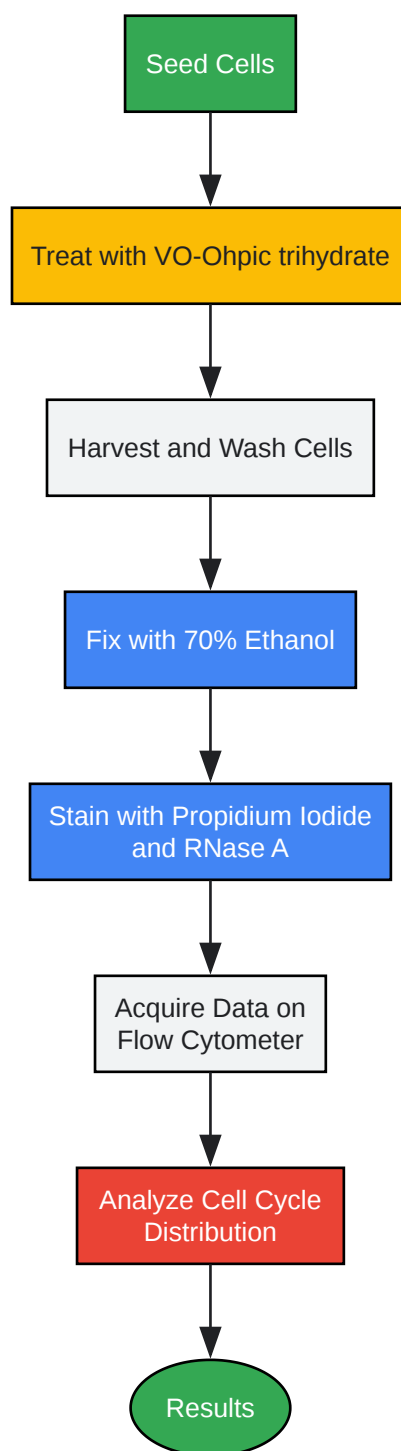 Seed Cells
Treat with VO-Ohpic trihydrate
Harvest and Wash Cells
Fix with 70% Ethanol
Stain with Propidium Iodide
and RNase A
Acquire Data on
Flow Cytometer
Analyze Cell Cycle
Distribution
Results